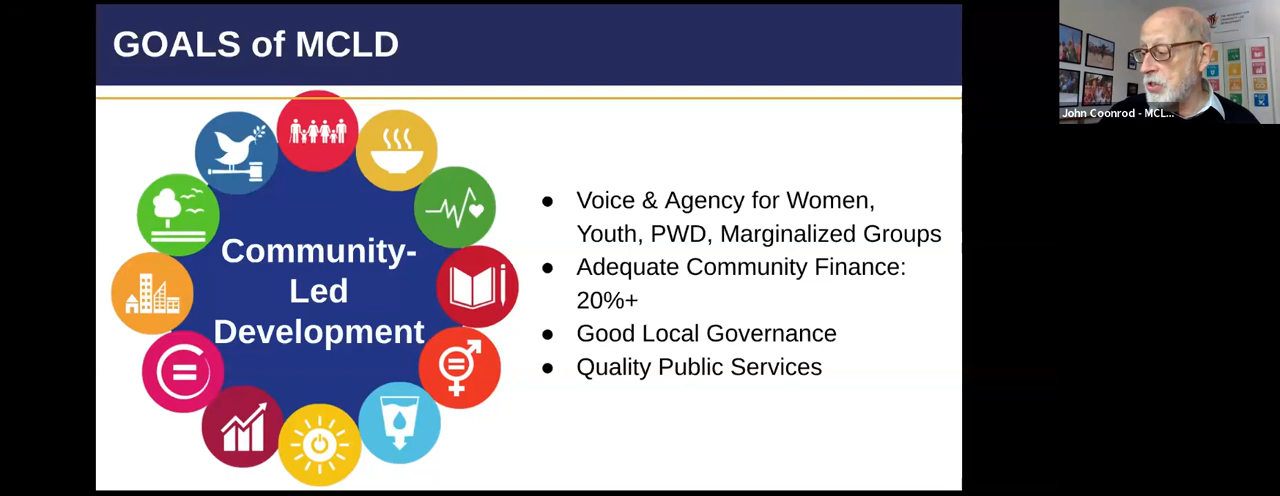 GOALS of MCLD
Community-
Led
Development
● Voice & Agency for Women,
Youth, PWD, Marginalized Groups
● Adequate Community Finance:
20%+
● Good Local Governance
● Quality Public Services
John Coonrod - MCL...